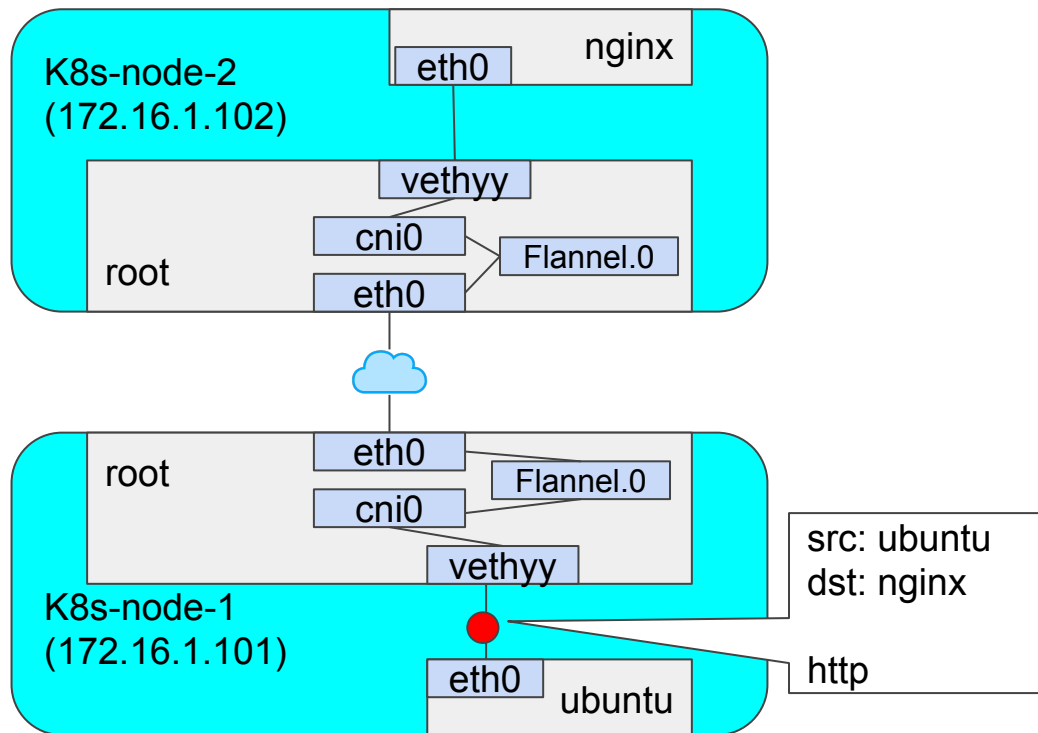 nginx
eth0
K8s-node-2
(172.16.1.102)
vethyy
cni0
Flannel.0
root
eth0
eth0
root
Flannel.0
cni0
vethyy
src: ubuntu
dst: nginx
http
K8s-node-1
(172.16.1.101)
eth0
ubuntu